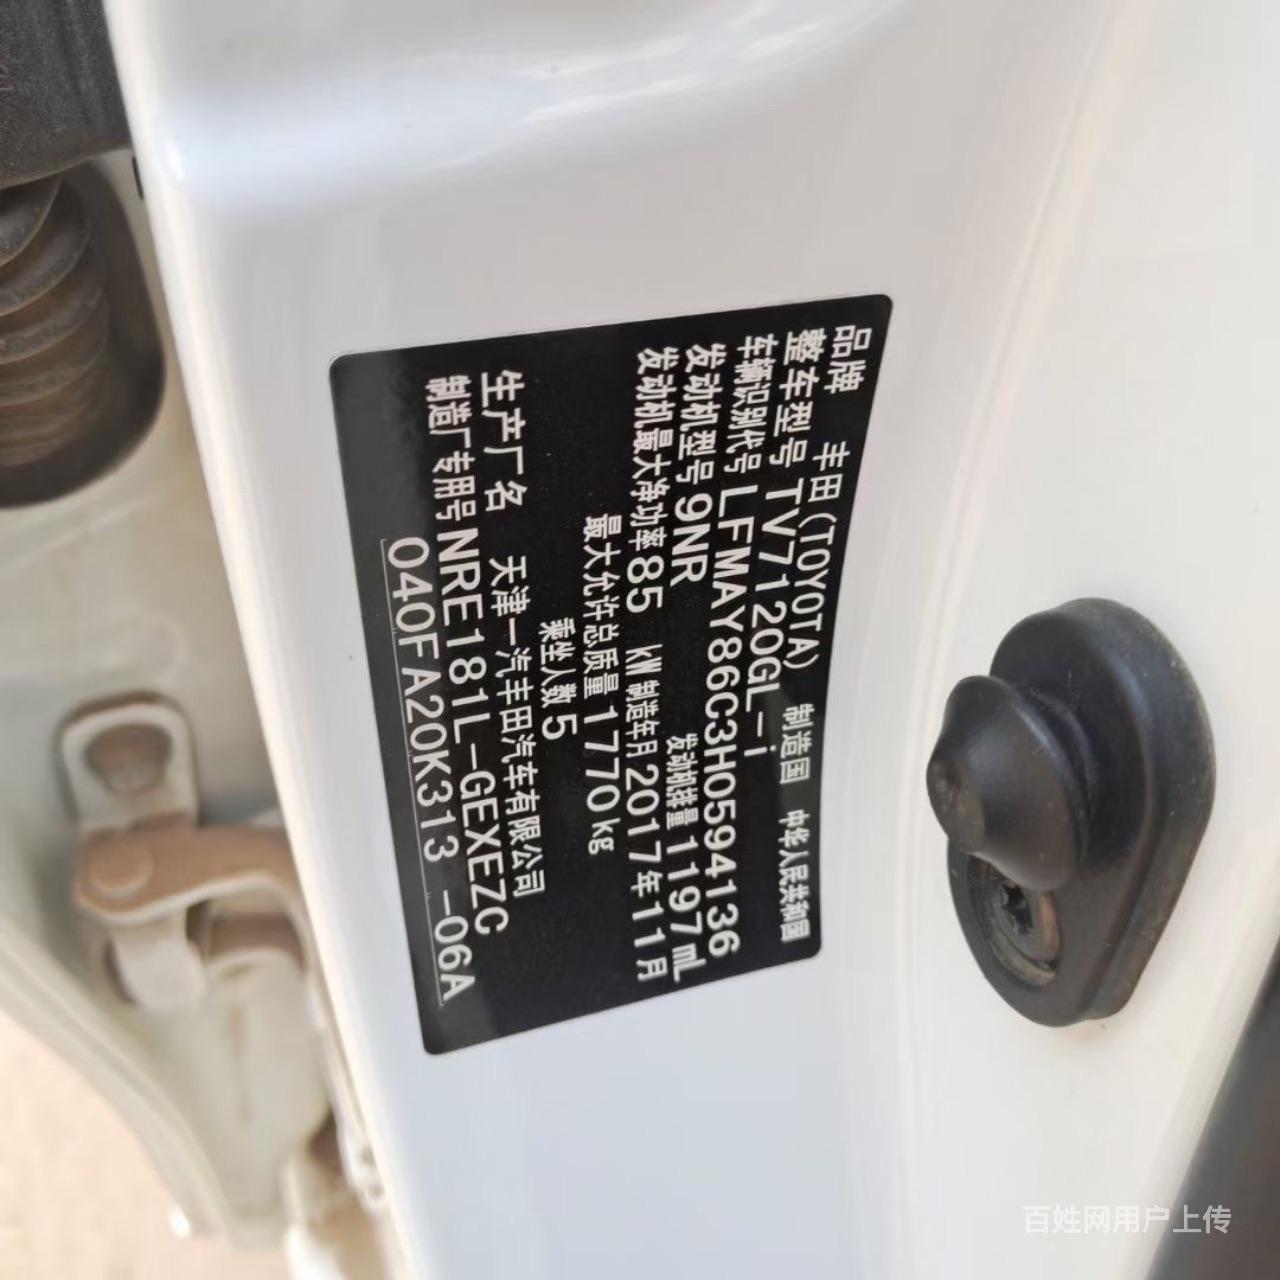 品牌 丰田(TOYOTA) 制造国 中华人民共和国
整车型号 TV7120GL-i
车辆识别代号 LFMAY86C3H0594136
发动机型号 9NR 发动机排量 1197mL
发动机最大净功率 85 kW 制造年月 2017年11月
最大允许总质量 1770kg
乘坐人数 5
生产厂名 天津一汽丰田汽车有限公司
制造厂专用号 NRE181L-GEXEZC
040FA20K313 -06A
百姓网用户上传